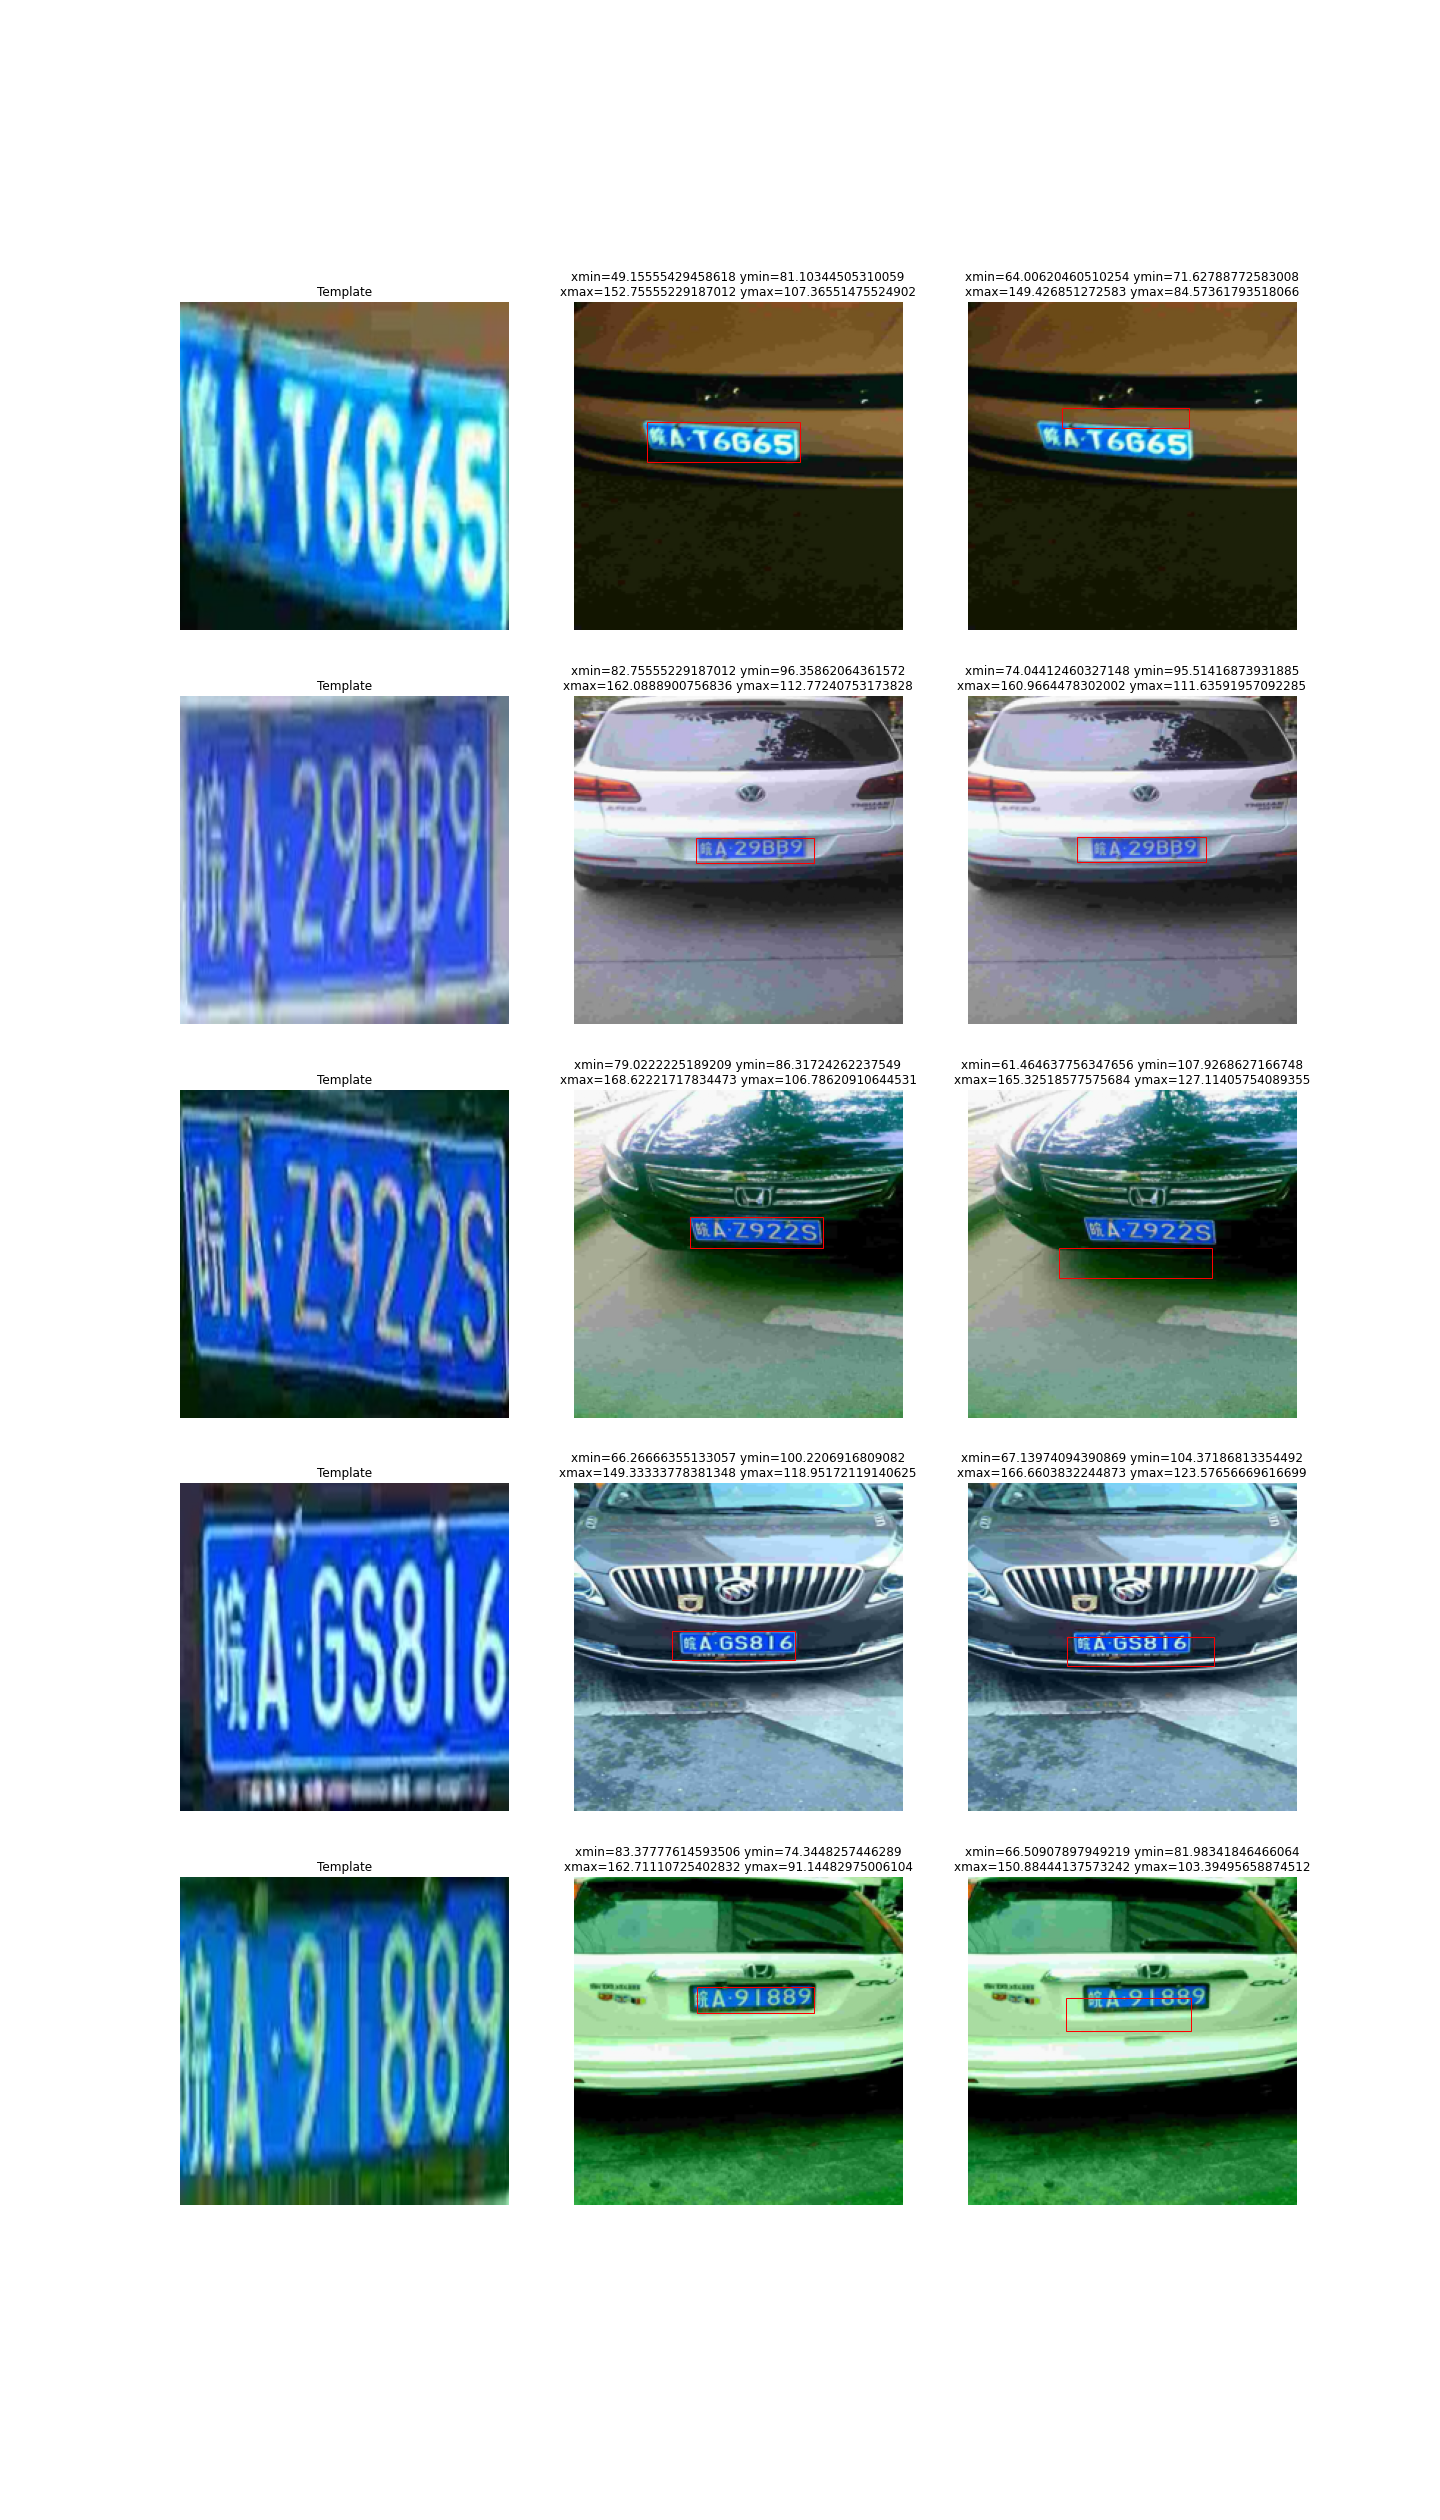 xmin=49.15555429458618 ymin=81.10344505310059
xmax=152.75555229187012 ymax=107.36551475524902
xmin=64.00620460510254 ymin=71.62788772583008
xmax=149.426851272583 ymax=84.57361793518066
Template
皖A·T6G65
皖A·T6G65
皖A·T6G65
xmin=82.75555229187012 ymin=96.35862064361572
xmax=162.0888900756836 ymax=112.77240753173828
xmin=74.04412460327148 ymin=95.51416873931885
xmax=160.9664478302002 ymax=111.63591957092285
Template
皖A·29BB9
皖A·29BB9
皖A·29BB9
xmin=79.0222225189209 ymin=86.31724262237549
xmax=168.62221717834473 ymax=106.78620910644531
xmin=61.464637756347656 ymin=107.9268627166748
xmax=165.32518577575684 ymax=127.11405754089355
Template
皖A·Z922S
皖A·Z922S
皖A·Z922S
xmin=66.26666355133057 ymin=100.2206916809082
xmax=149.33333778381348 ymax=118.95172119140625
xmin=67.13974094390869 ymin=104.37186813354492
xmax=166.6603832244873 ymax=123.57656669616699
Template
皖A·GS816
皖A·GS816
皖A·GS816
xmin=83.37777614593506 ymin=74.3448257446289
xmax=162.71110725402832 ymax=91.14482975006104
xmin=66.50907897949219 ymin=81.98341846466064
xmax=150.88444137573242 ymax=103.39495658874512
Template
皖A·91889
皖A·91889
CRV
皖A·91889
CRV